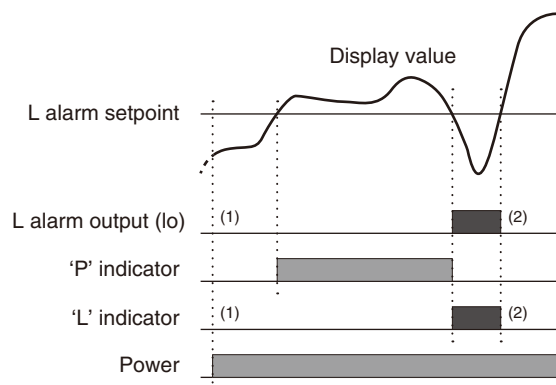 Display value
L alarm setpoint
L alarm output (lo) (1) (2)
‘P’ indicator
‘L’ indicator (1) (2)
Power